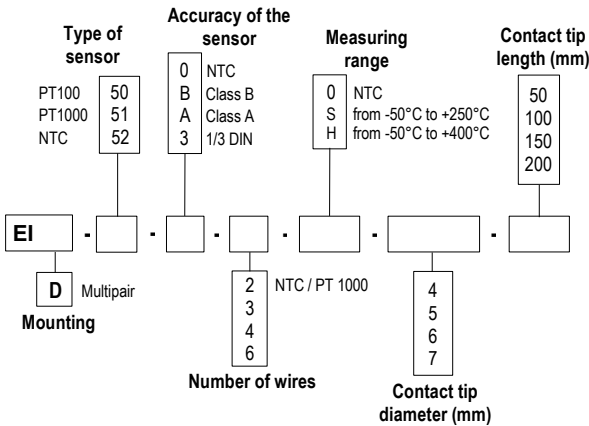 Type of
sensor
PT100 50
PT1000 51
NTC 52
Accuracy of the
sensor
0 NTC
B Class B
A Class A
3 1/3 DIN
Measuring
range
0 NTC
S from -50°C to +250°C
H from -50°C to +400°C
Contact tip
length (mm)
50
100
150
200
EI - - - - - -
D Multipair
Mounting
2 NTC / PT 1000
3
4
6
Number of wires
4
5
6
7
Contact tip
diameter (mm)